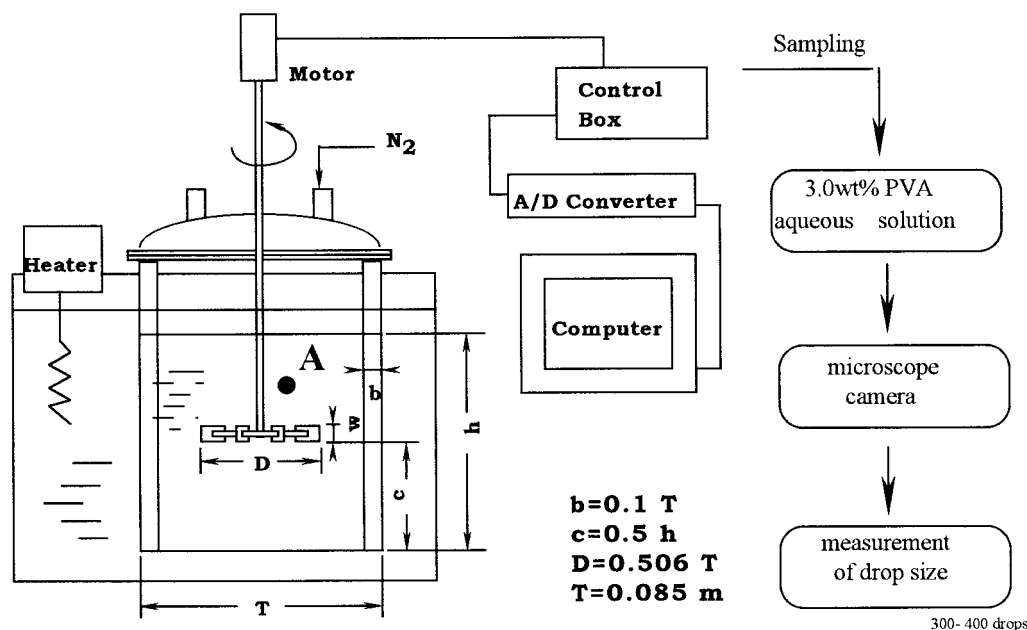 Motor
N2
Heater
A
b
w
h
D
c
T
Control
Box
A/D Converter
Computer
b=0.1 T
c=0.5 h
D=0.506 T
T=0.085 m
Sampling
3.0wt% PVA
aqueous solution
microscope
camera
measurement
of drop size
300- 400 drops